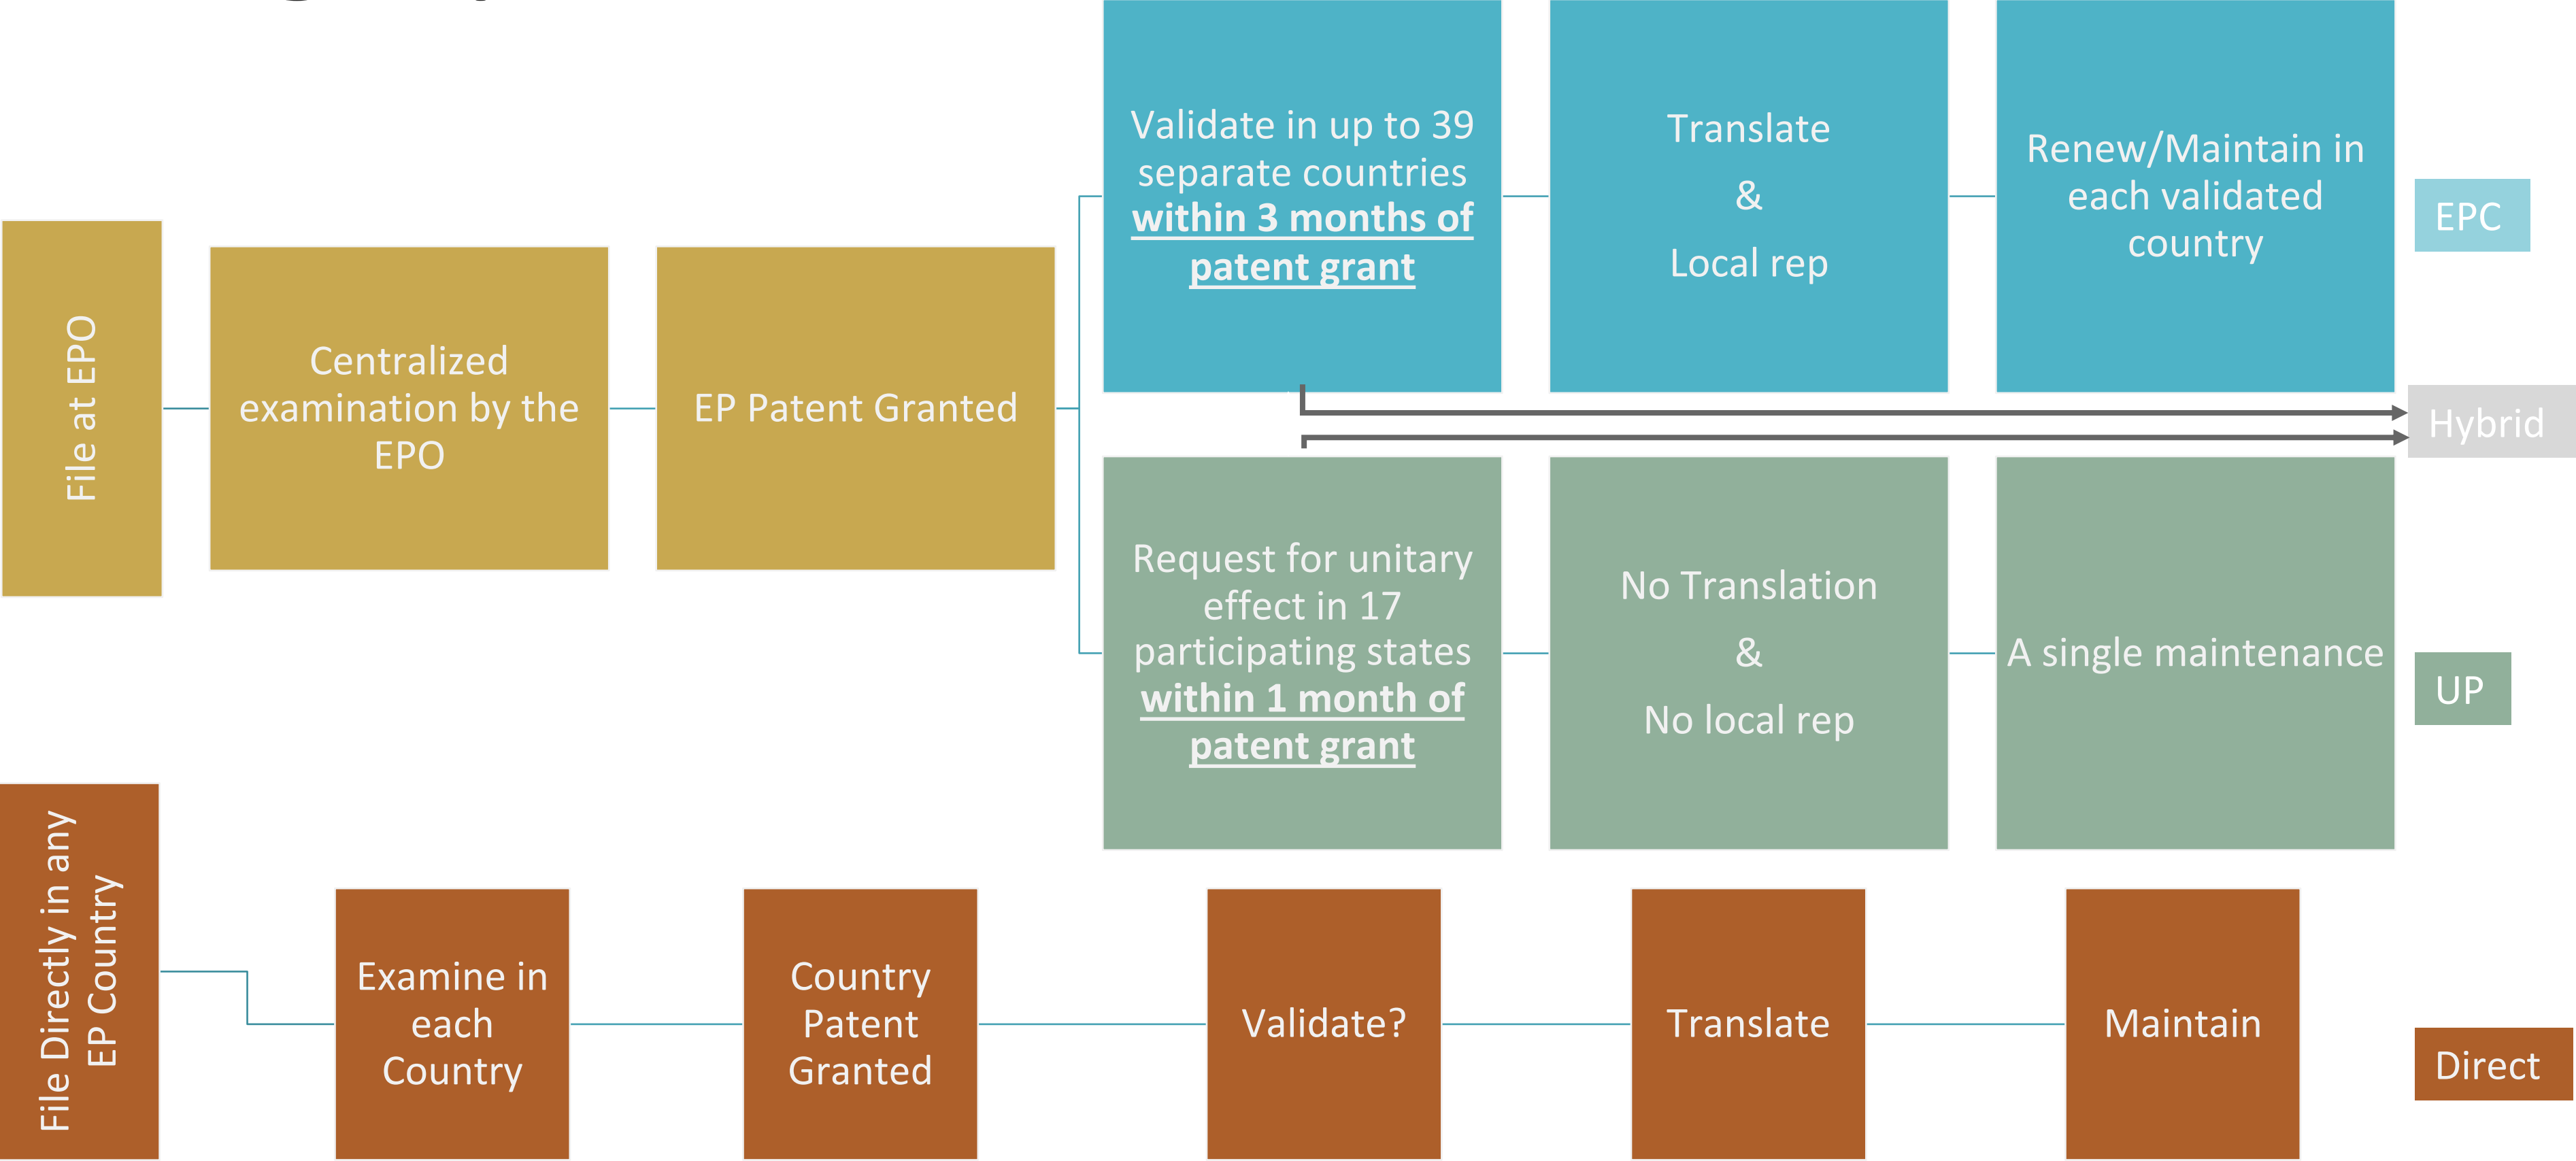 File at EPO
Centralized
examination by the
EPO
EP Patent Granted
Validate in up to 39
separate countries
within 3 months of
patent grant
Translate
&
Local rep
Renew/Maintain in
each validated
country
EPC
Hybrid
Request for unitary
effect in 17
participating states
within 1 month of
patent grant
No Translation
&
No local rep
A single maintenance
UP
File Directly in any
EP Country
Examine in
each
Country
Country
Patent
Granted
Validate?
Translate
Maintain
Direct